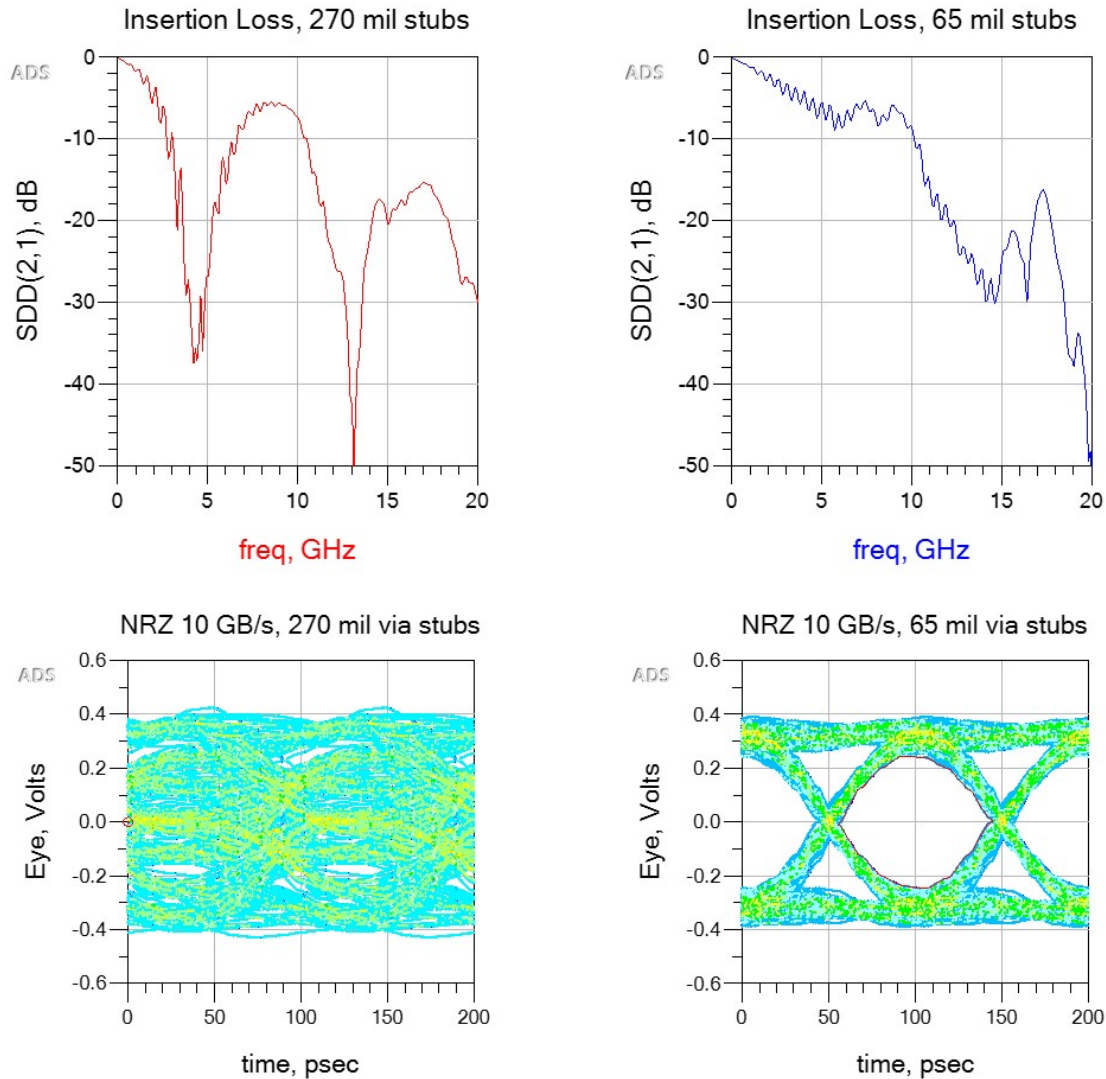 Insertion Loss, 270 mil stubs
ADS
0
-10
-20
-30
-40
-50
SDD(2,1), dB
0 5 10 15 20
freq, GHz
Insertion Loss, 65 mil stubs
ADS
0
-10
-20
-30
-40
-50
SDD(2,1), dB
0 5 10 15 20
freq, GHz
NRZ 10 GB/s, 270 mil via stubs
ADS
0.6
0.4
0.2
0.0
-0.2
-0.4
-0.6
Eye, Volts
0 50 100 150 200
time, psec
NRZ 10 GB/s, 65 mil via stubs
ADS
0.6
0.4
0.2
0.0
-0.2
-0.4
-0.6
Eye, Volts
0 50 100 150 200
time, psec